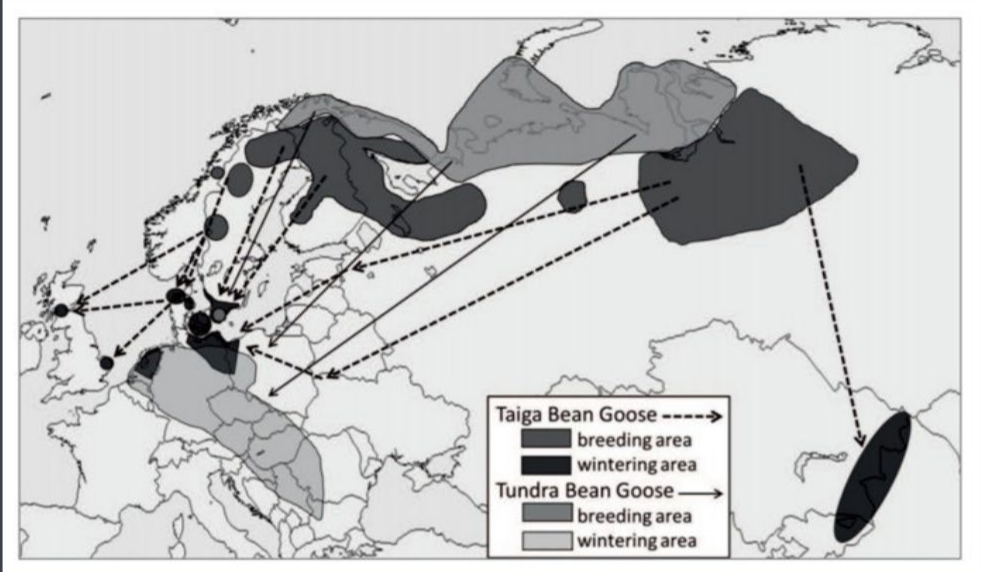 Taiga Bean Goose
breeding area
wintering area
Tundra Bean Goose
breeding area
wintering area